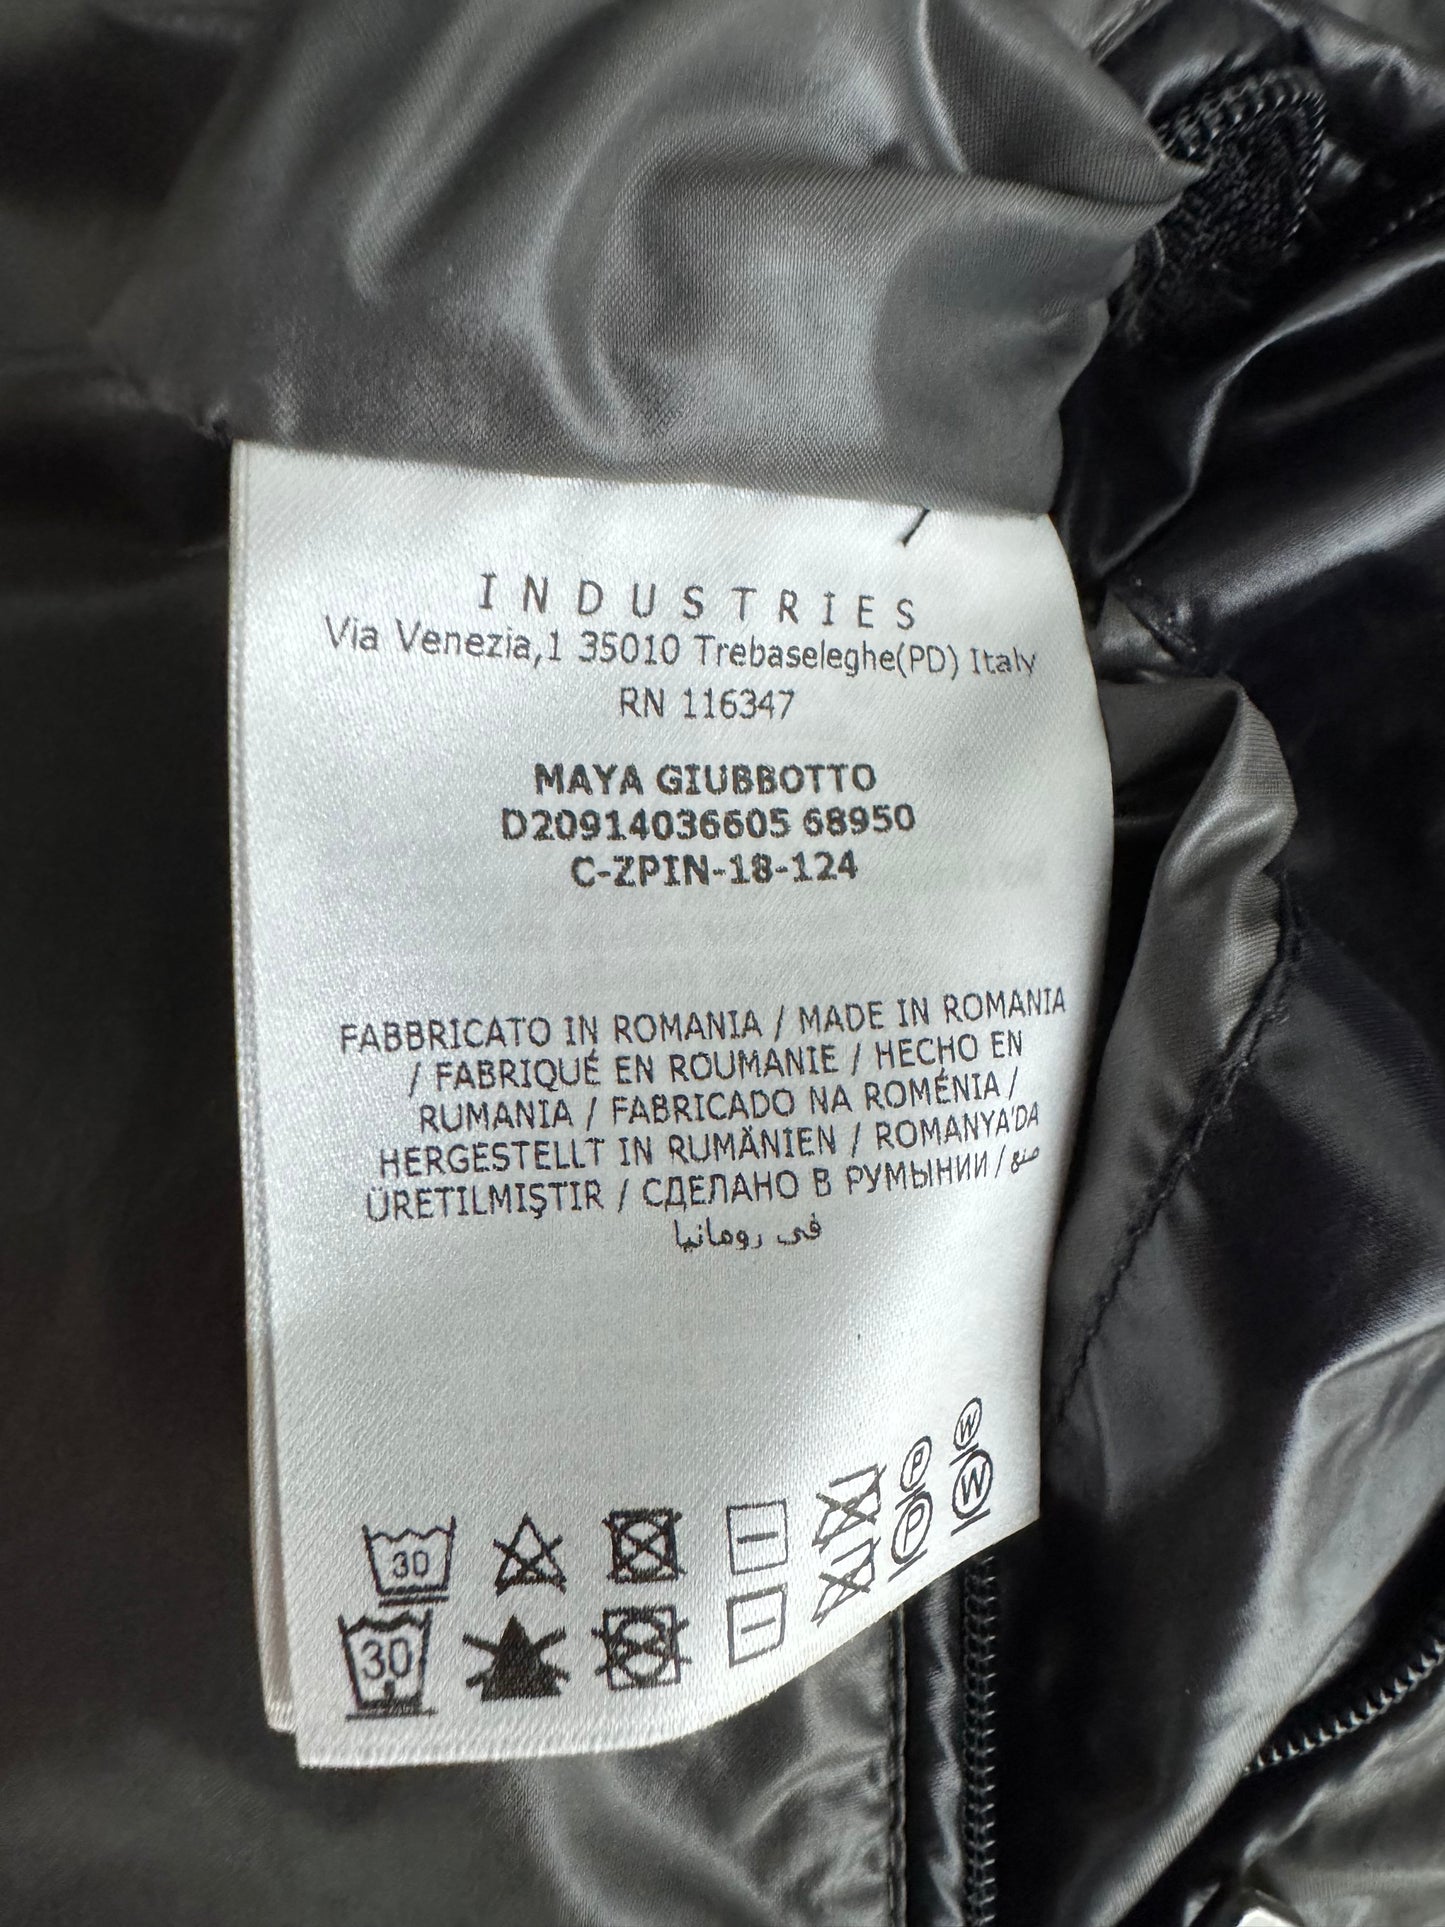 INDUSTRIES
Via Venezia,1 35010 Trebaseleghe(PD) Italy
RN 116347
MAYA GIUBBOTTO
D20914036605 68950
C-ZPIN-18-124
FABBRICATO IN ROMANIA / MADE IN ROMANIA
/ FABRIQUÉ EN ROUMANIE / HECHO EN
RUMANIA / FABRICADO NA ROMÉNIA /
HERGESTELLT IN RUMÄNIEN / ROMANYA'DA
ÜRETILMIŞTIR / СДЕЛАНО В РУМЫНИИ / صنع
في رومانيا
30 P W
30 P W